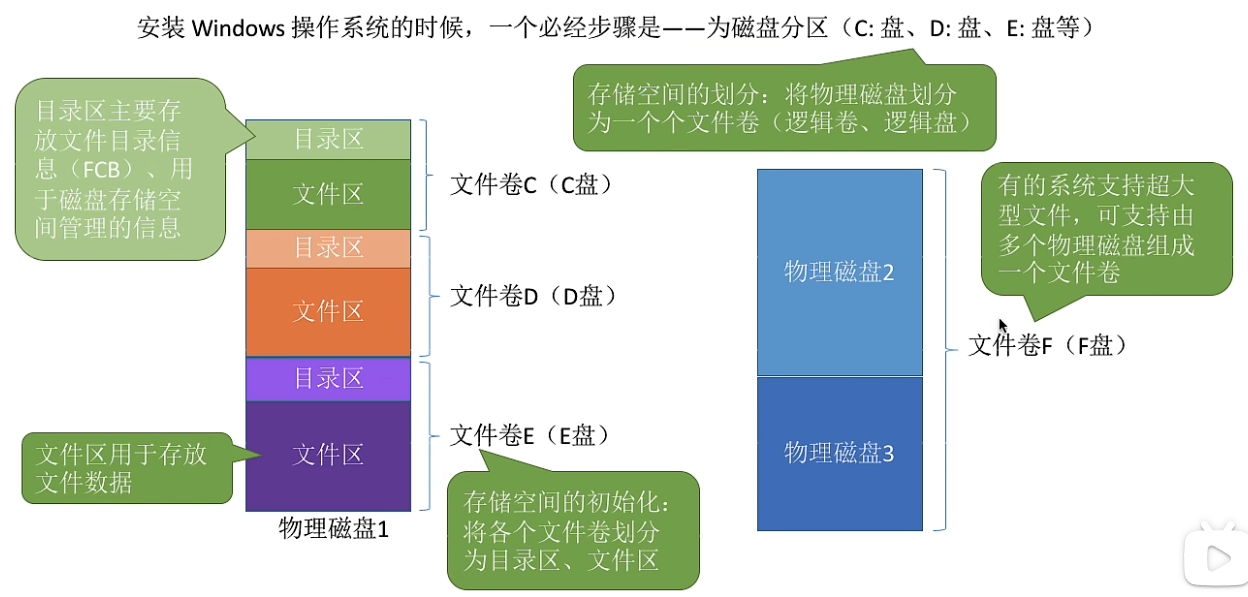 安装 Windows 操作系统的时候，一个必经步骤是——为磁盘分区（C: 盘、D: 盘、E: 盘等）
存储空间的划分：将物理磁盘划分
为一个个文件卷（逻辑卷、逻辑盘）
目录区主要存
放文件目录信
息（FCB）、用
于磁盘存储空
间管理的信息
目录区
文件区
文件卷C（C盘）
目录区
文件区
文件卷D（D盘）
目录区
文件区
文件卷E（E盘）
文件区用于存放
文件数据
物理磁盘1
存储空间的初始化：
将各个文件卷划分
为目录区、文件区
物理磁盘2
物理磁盘3
有的系统支持超大
型文件，可支持由
多个物理磁盘组成
一个文件卷
文件卷F（F盘）